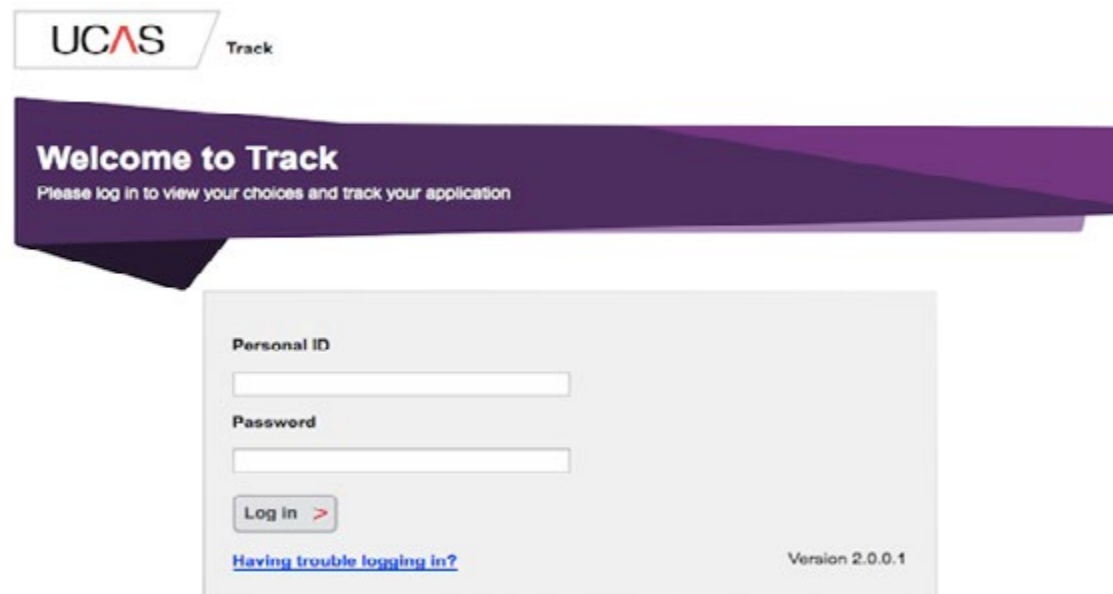 UCAS
Track
Welcome to Track
Please log in to view your choices and track your application
Personal ID
Password
Log in >
Having trouble logging in?
Version 2.0.0.1